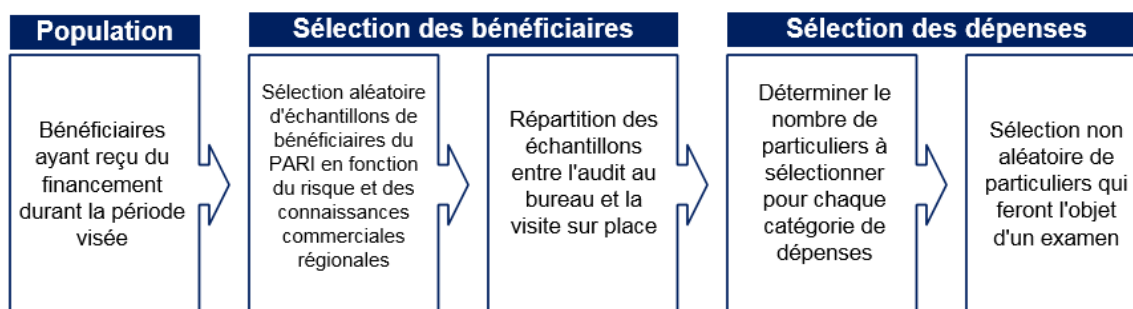 Population
Bénéficiaires
ayant reçu du
financement
durant la période
visée
Sélection des bénéficiaires
Sélection aléatoire
d'échantillons de
bénéficiaires du
PARI en fonction
du risque et des
connaissances
commerciales
régionales
Répartition des
échantillons
entre l'audit au
bureau et la
visite sur place
Sélection des dépenses
Déterminer le
nombre de
particuliers à
sélectionner
pour chaque
catégorie de
dépenses
Sélection non
aléatoire de
particuliers qui
feront l'objet
d'un examen